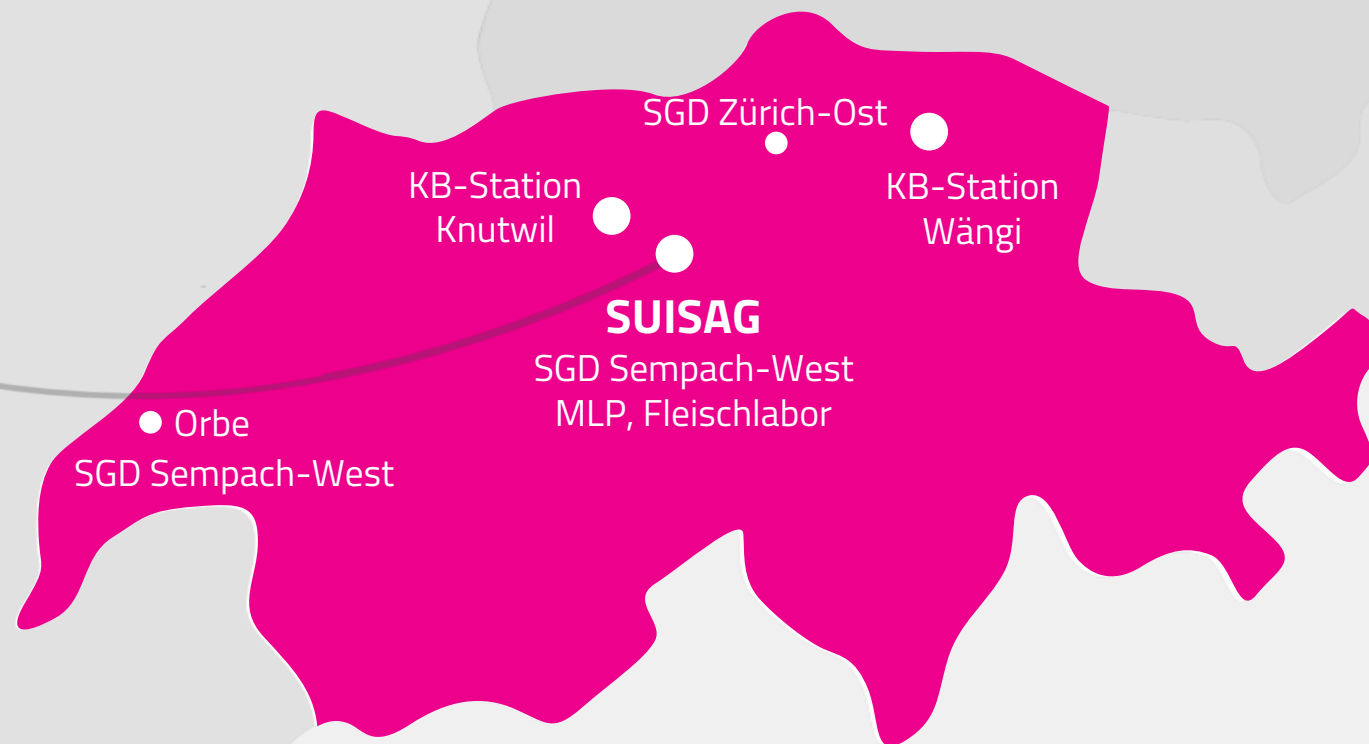 SGD Zürich-Ost
KB-Station
Knutwil
KB-Station
Wängi
SUISAG
SGD Sempach-West
MLP, Fleischlabor
Orbe
SGD Sempach-West